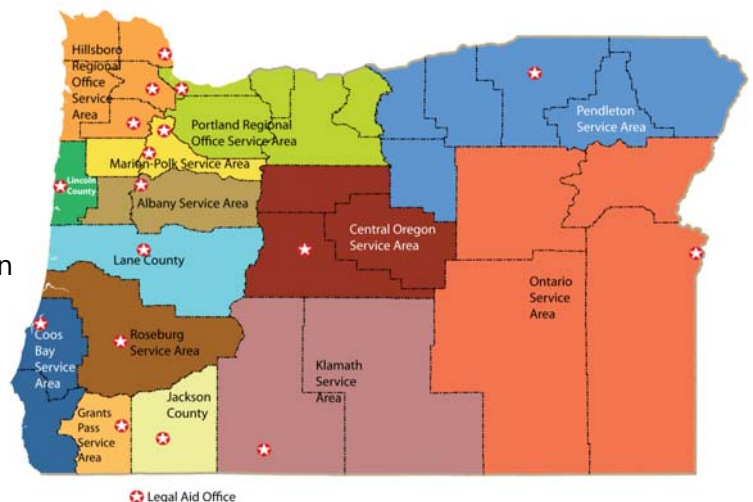 Hillsboro
Regional
Office
Service
Area
Portland Regional
Office Service Area
Pendleton
Service Area
Marion-Polk Service Area
Lincoln
County
Albany Service Area
Central Oregon
Service Area
n
Lane County
Ontario
Service
Area
Coos
Bay
Service
Area
Roseburg
Service Area
Klamath
Service
Area
Jackson
County
Grants
Pass
Service
Area
Legal Aid Office